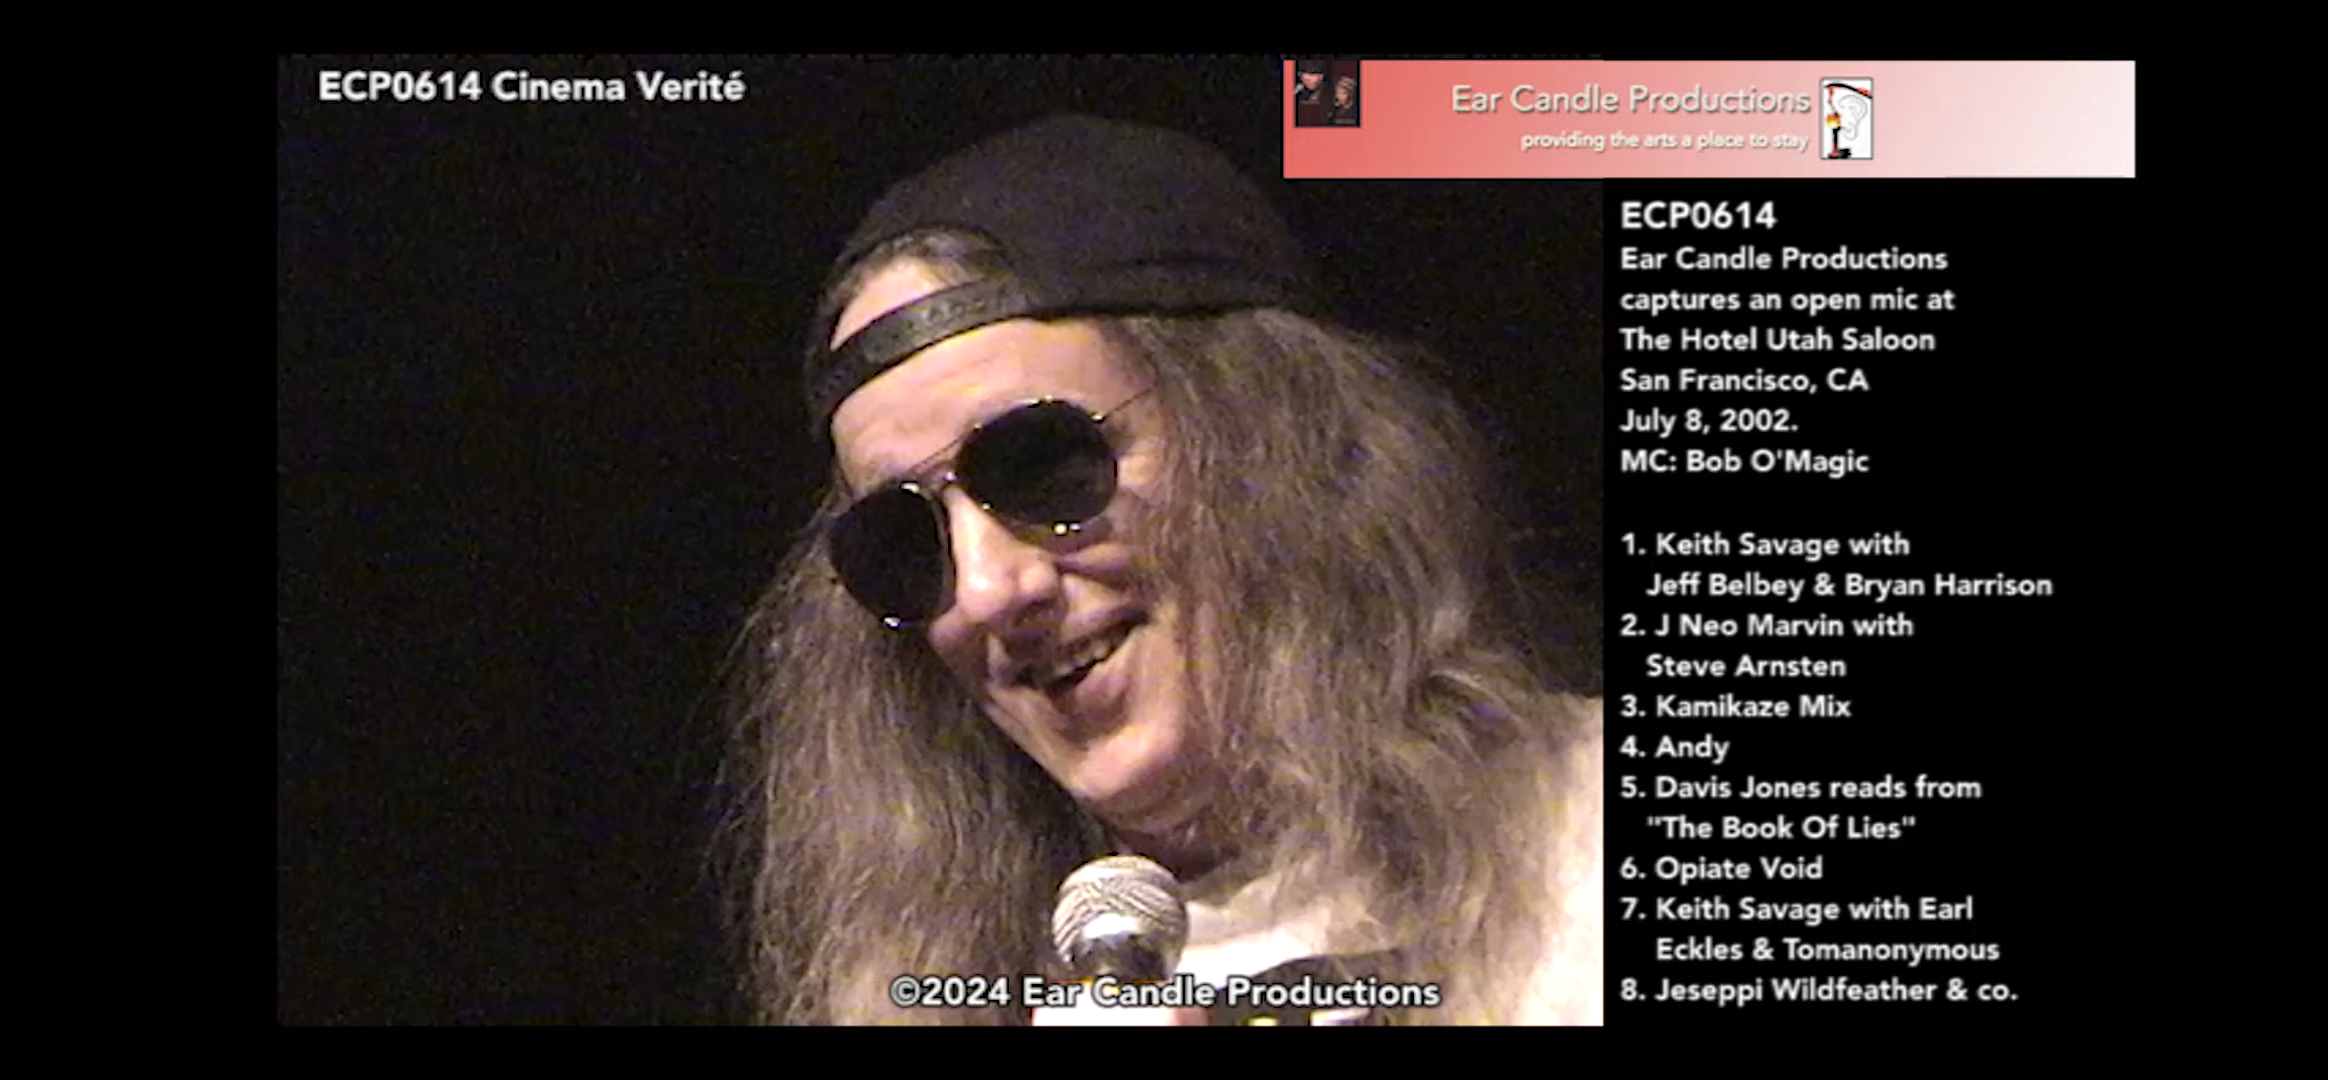 ECP0614 Cinema Verité
Ear Candle Productions
providing the arts a place to stay
ECP0614
Ear Candle Productions
captures an open mic at
The Hotel Utah Saloon
San Francisco, CA
July 8, 2002.
MC: Bob O'Magic
1. Keith Savage with
Jeff Belbey & Bryan Harrison
2. J Neo Marvin with
Steve Arnsten
3. Kamikaze Mix
4. Andy
5. Davis Jones reads from
"The Book Of Lies"
6. Opiate Void
7. Keith Savage with Earl
Eckles & Tomanonymous
8. Jeseppi Wildfeather & co.
©2024 Ear Candle Productions